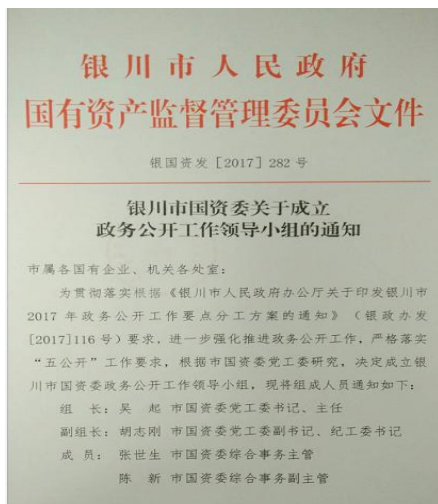 银川市人民政府
国有资产监督管理委员会文件
银国资发［2017］282 号
银川市国资委关于成立
政务公开工作领导小组的通知
市属各国有企业、机关各处室：
为贯彻落实根据《银川市人民政府办公厅关于印发银川市
2017 年政务公开工作要点分工方案的通知》（银政办发
[2017]116 号）要求，进一步强化推进政务公开工作，严格落实
“五公开”工作要求，根据市国资委党工委研究，决定成立银
川市国资委政务公开工作领导小组，现将组成人员通知如下：
组 长：吴 起 市国资委党工委书记、主任
副组长：胡志刚 市国资委党工委副书记、纪工委书记
成 员：张世生 市国资委综合事务主管
陈 新 市国资委综合事务副主管